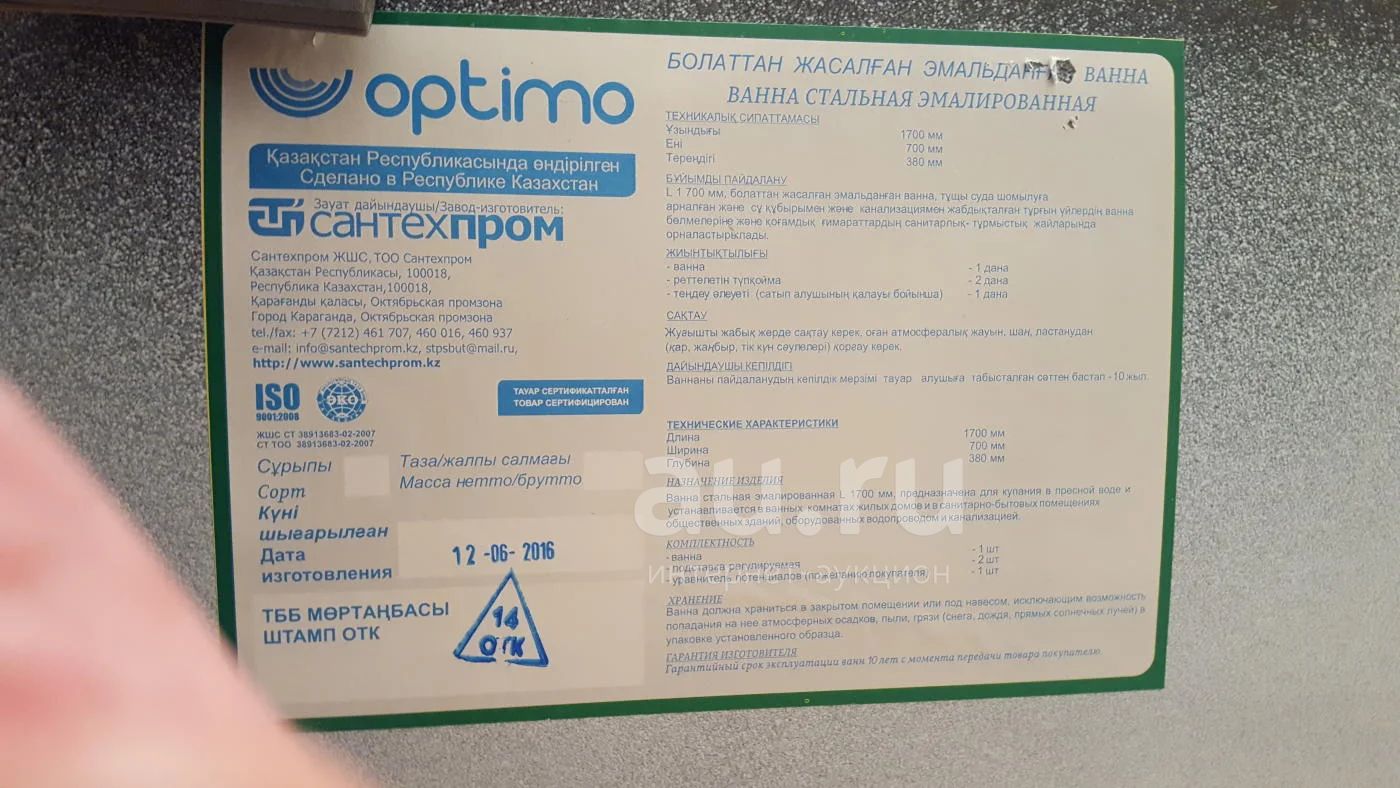 optimo
Қазақстан Республикасында өндірілген
Сделано в Республике Казахстан
Зауат дайындаушы/Завод-изготовитель:
сантехпром
Сантехпром ЖШС, ТОО Сантехпром
Қазақстан Республикасы, 100018,
Республика Казахстан,100018,
Қарағанды қаласы, Октябрьская промзона
Город Караганда, Октябрьская промзона
tel./fax: +7 (7212) 461 707, 460 016, 460 937
e-mail: info@santechprom.kz, stpsbut@mail.ru,
http://www.santechprom.kz
ISO
9001:2008
ЭКО
ТАУАР СЕРТИФИКАТТАЛҒАН
ТОВАР СЕРТИФИЦИРОВАН
ЖШС СТ 38913683-02-2007
СТ ТОО 38913683-02-2007
Сұрыпы
Сорт
Таза/жалпы салмағы
Масса нетто/брутто
Күні
шығарылған
Дата
изготовления
12-06-2016
ТББ МӨРТАҢБАСЫ
ШТАМП ОТК
14
ОТК
БОЛАТТАН ЖАСАЛҒАН ВАННА
ВАННА СТАЛЬНАЯ ЭМАЛИРОВАННАЯ
ТЕХНИКАЛЫҚ СИПАТТАМАСЫ
Ұзындығы 1700 мм
Ені 700 мм
Тереңдігі 380 мм
БҰЙЫМДЫ ПАЙДАЛАНУ
L 1 700 мм, болаттан жасалған эмальданған ванна, тұщы суда шомылуға
арналған және су құбырымен және канализациямен жабдықталған тұрғын үйлердің ванна
бөлмелеріне және қоғамдық ғимараттардың санитарлық- тұрмыстық жайларында
орналастырылады.
ЖИЫНТЫҚТЫЛЫҒЫ
- ванна - 1 дана
- реттелетін түпқойма - 2 дана
- теңдеу әлеуеті (сатып алушының қалауы бойынша) - 1 дана
САҚТАУ
Жуғышты жабық жерде сақтау керек, оған атмосфералық жауын, шаң, ластанудан
(қар, жаңбыр, тік күн сәулелері) қорғау керек.
ДАЙЫНДАУШЫ КЕПІЛДІГІ
Ваннаны пайдаланудың кепілдік мерзімі тауар алушыға табысталған сәттен бастап -10 жыл.
ТЕХНИЧЕСКИЕ ХАРАКТЕРИСТИКИ
Длина 1700 мм
Ширина 700 мм
Глубина 380 мм
НАЗНАЧЕНИЕ ИЗДЕЛИЯ
Ванна стальная эмалированная L 1700 мм, предназначена для купания в пресной воде и
устанавливается в ванных комнатах жилых домов и в санитарно-бытовых помещениях
общественных зданий, оборудованных водопроводом и канализацией.
КОМПЛЕКТНОСТЬ
- ванна - 1 шт
- подставка регулируемая - 2 шт
- уравнитель потенциалов (пожеланию покупателя) - 1 шт
ХРАНЕНИЕ
Ванна должна храниться в закрытом помещении или под навесом, исключающим возможность
попадания на нее атмосферных осадков, пыли, грязи (снега, дождя, прямых солнечных лучей) в
упаковке установленного образца.
ГАРАНТИЯ ИЗГОТОВИТЕЛЯ
Гарантийный срок эксплуатации ванн 10 лет с момента передачи товара покупателю.
au.ru
интернет-аукцион